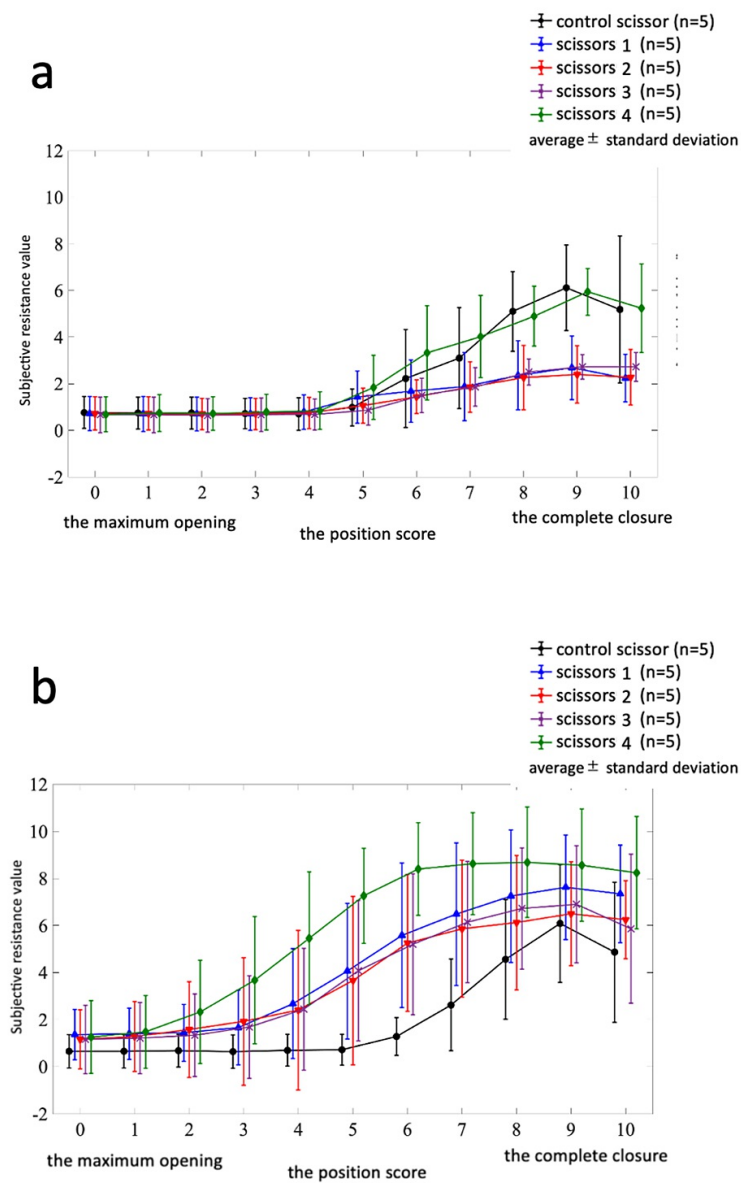 control scissor (n=5)
scissors 1 (n=5)
scissors 2 (n=5)
scissors 3 (n=5)
scissors 4 (n=5)
average ± standard deviation
a
Subjective resistance value
12
10
8
6
4
2
0
-2
0 1 2 3 4 5 6 7 8 9 10
the maximum opening
the position score
the complete closure
control scissor (n=5)
scissors 1 (n=5)
scissors 2 (n=5)
scissors 3 (n=5)
scissors 4 (n=5)
average ± standard deviation
b
Subjective resistance value
12
10
8
6
4
2
0
-2
0 1 2 3 4 5 6 7 8 9 10
the maximum opening
the position score
the complete closure